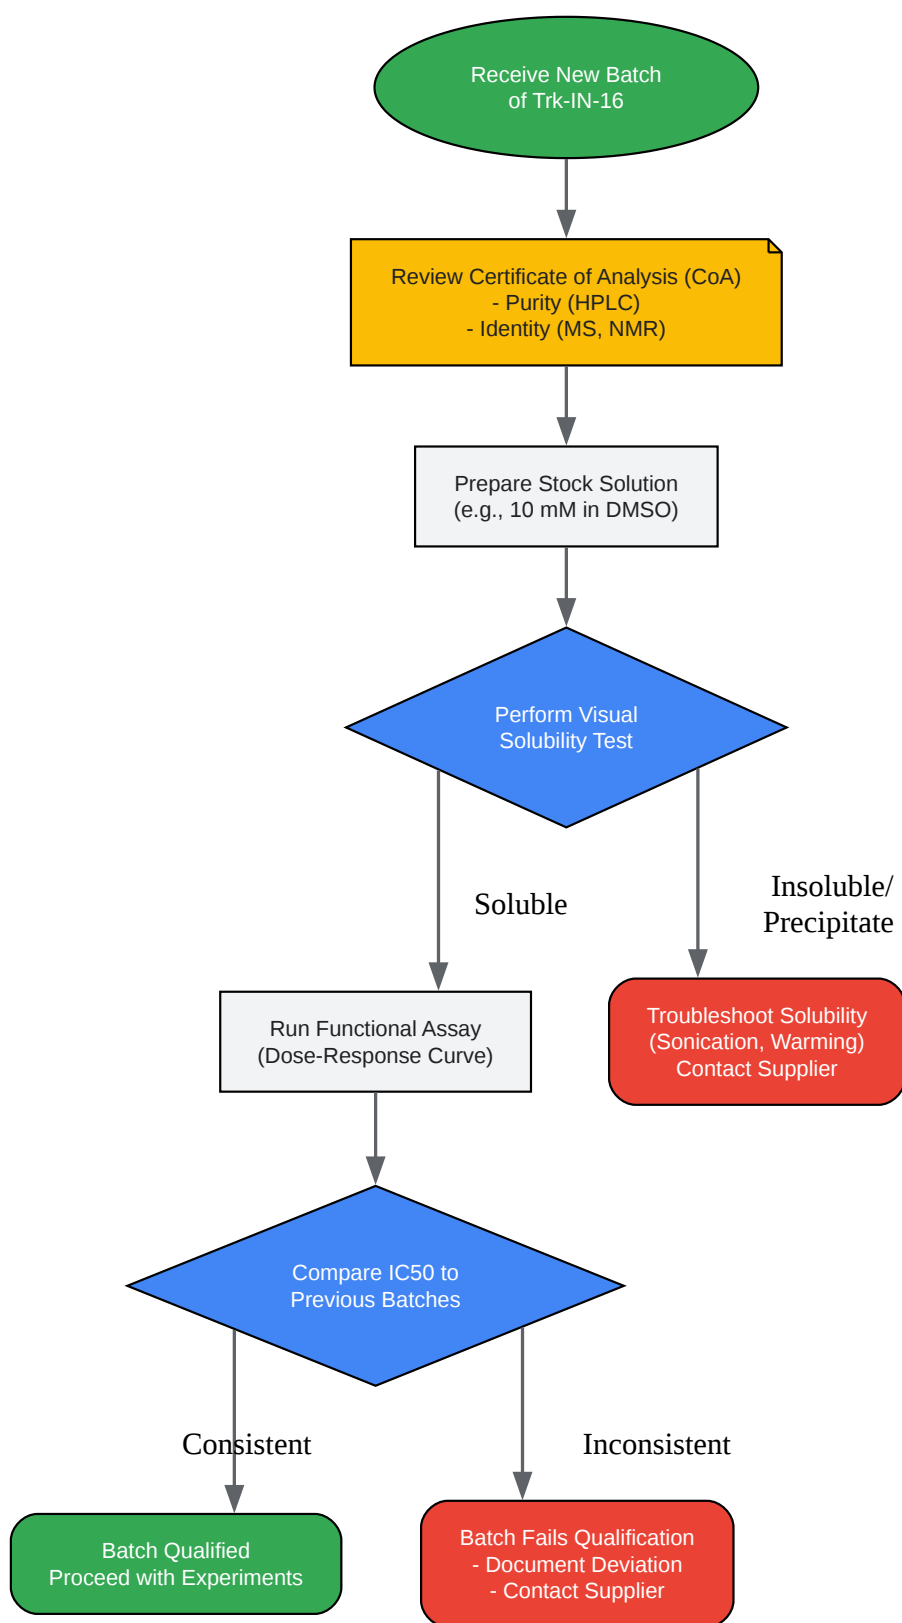 Receive New Batch
of Trk-IN-16
Review Certificate of Analysis (CoA)
- Purity (HPLC)
- Identity (MS, NMR)
Prepare Stock Solution
(e.g., 10 mM in DMSO)
Perform Visual
Solubility Test
Soluble
Insoluble/
Precipitate
Run Functional Assay
(Dose-Response Curve)
Troubleshoot Solubility
(Sonication, Warming)
Contact Supplier
Compare IC50 to
Previous Batches
Consistent
Inconsistent
Batch Qualified
Proceed with Experiments
Batch Fails Qualification
- Document Deviation
- Contact Supplier